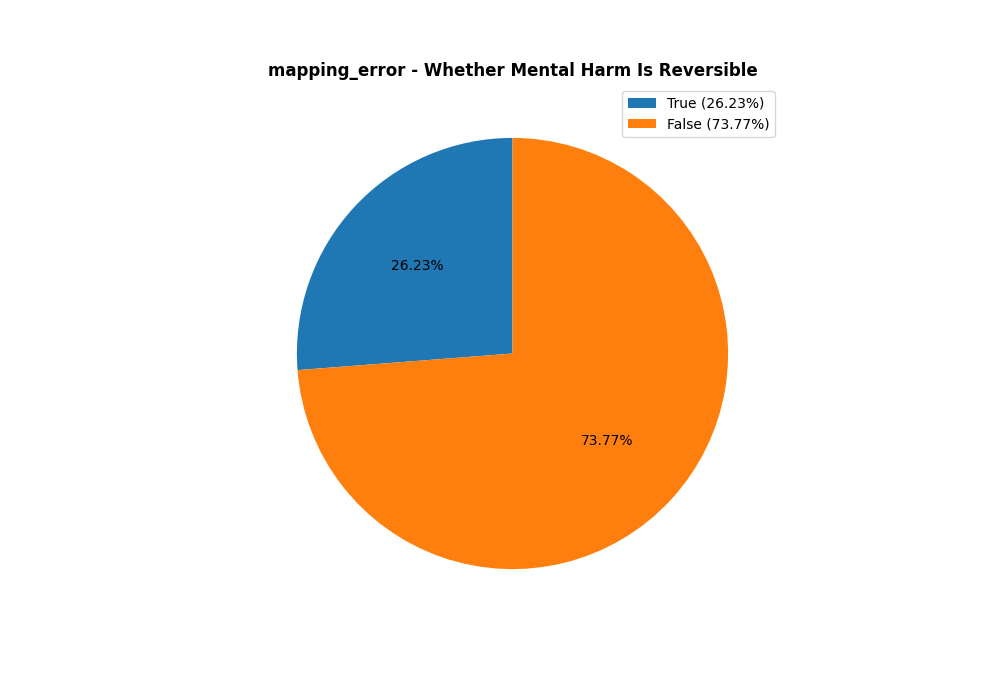 mapping_error - Whether Mental Harm Is Reversible
True (26.23%)
False (73.77%)
26.23%
73.77%